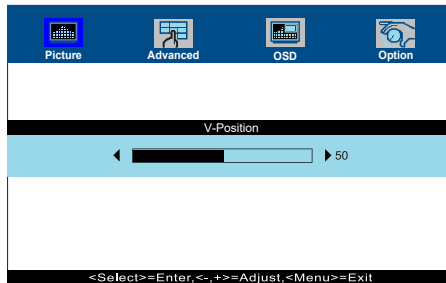 Picture Advanced OSD Option
V-Position
50
<Select>=Enter,<-,+>=Adjust,<Menu>=Exit